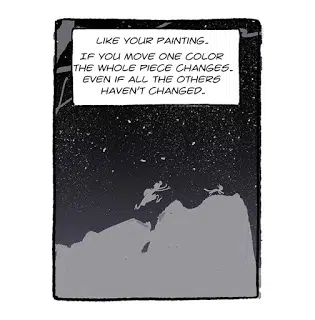 LIKE YOUR PAINTING..
IF YOU MOVE ONE COLOR
THE WHOLE PIECE CHANGES..
EVEN IF ALL THE OTHERS
HAVEN'T CHANGED..